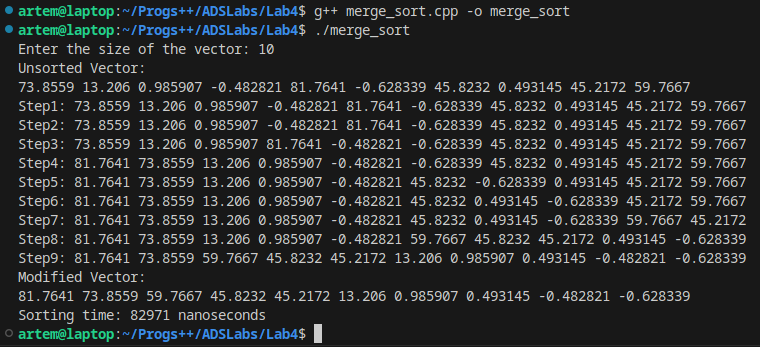 artem@laptop:~/Progs++/ADSLabs/Lab4$ g++ merge_sort.cpp -o merge_sort
artem@laptop:~/Progs++/ADSLabs/Lab4$ ./merge_sort
Enter the size of the vector: 10
Unsorted Vector:
73.8559 13.206 0.985907 -0.482821 81.7641 -0.628339 45.8232 0.493145 45.2172 59.7667
Step1: 73.8559 13.206 0.985907 -0.482821 81.7641 -0.628339 45.8232 0.493145 45.2172 59.7667
Step2: 73.8559 13.206 0.985907 -0.482821 81.7641 -0.628339 45.8232 0.493145 45.2172 59.7667
Step3: 73.8559 13.206 0.985907 81.7641 -0.482821 -0.628339 45.8232 0.493145 45.2172 59.7667
Step4: 81.7641 73.8559 13.206 0.985907 -0.482821 -0.628339 45.8232 0.493145 45.2172 59.7667
Step5: 81.7641 73.8559 13.206 0.985907 -0.482821 45.8232 -0.628339 0.493145 45.2172 59.7667
Step6: 81.7641 73.8559 13.206 0.985907 -0.482821 45.8232 0.493145 -0.628339 45.2172 59.7667
Step7: 81.7641 73.8559 13.206 0.985907 -0.482821 45.8232 0.493145 -0.628339 59.7667 45.2172
Step8: 81.7641 73.8559 13.206 0.985907 -0.482821 59.7667 45.8232 45.2172 0.493145 -0.628339
Step9: 81.7641 73.8559 59.7667 45.8232 45.2172 13.206 0.985907 0.493145 -0.482821 -0.628339
Modified Vector:
81.7641 73.8559 59.7667 45.8232 45.2172 13.206 0.985907 0.493145 -0.482821 -0.628339
Sorting time: 82971 nanoseconds
artem@laptop:~/Progs++/ADSLabs/Lab4$